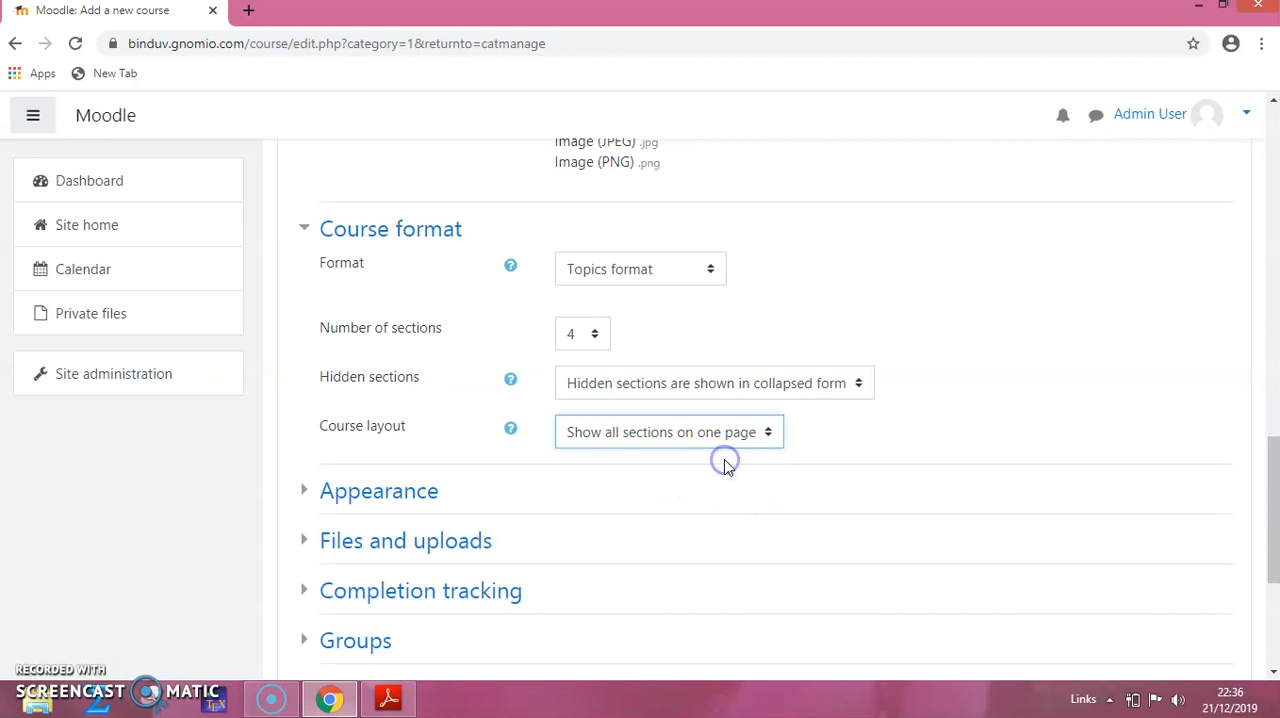 Moodle: Add a new course
binduv.gnomio.com/course/edit.php?category=1&returnto=catmanage
Apps
New Tab
Moodle
Admin User
Dashboard
Site home
Calendar
Private files
Site administration
Image (JPEG) .jpg
Image (PNG) .png
Course format
Format
Topics format
Number of sections
4
Hidden sections
Hidden sections are shown in collapsed form
Course layout
Show all sections on one page
Appearance
Files and uploads
Completion tracking
Groups
RECORDED WITH
SCREENCAST MATIC
TEX
Links
22:36
21/12/2019